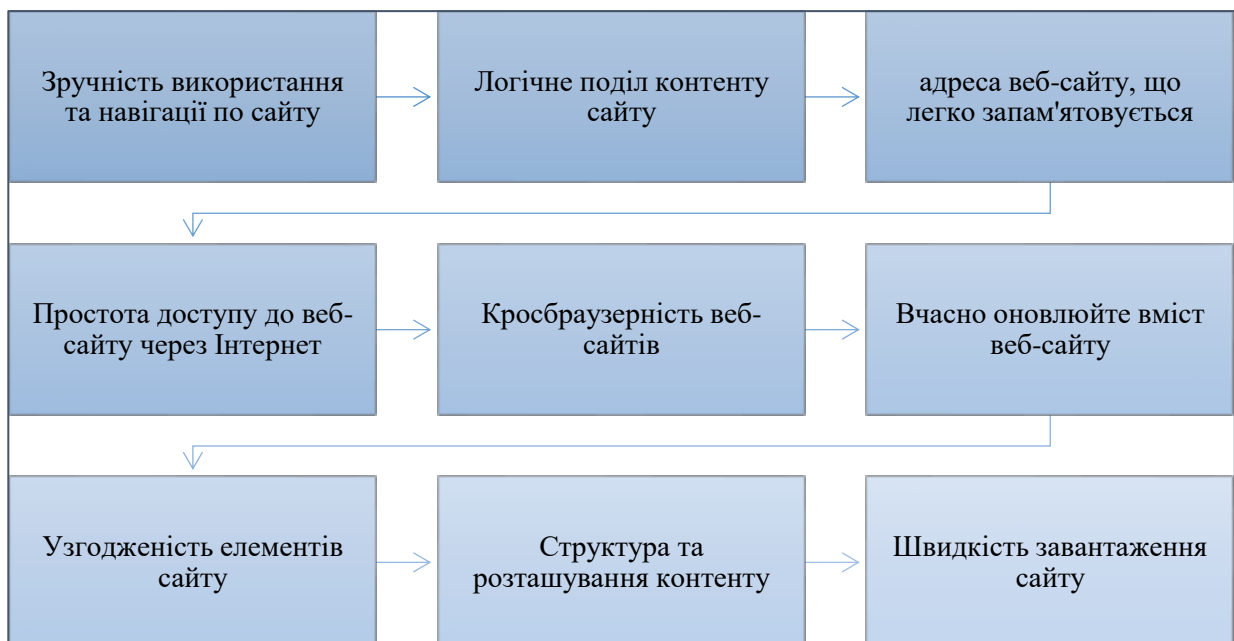 Зручність використання
та навігації по сайту
Логічне поділ контенту
сайту
адреса веб-сайту, що
легко запам'ятовується
Простота доступу до веб-
сайту через Інтернет
Кросбраузерність веб-
сайтів
Вчасно оновлюйте вміст
веб-сайту
Узгодженість елементів
сайту
Структура та
розташування контенту
Швидкість завантаження
сайту